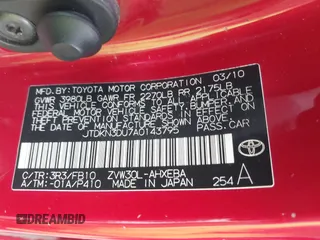 MFD. BY: TOYOTA MOTOR CORPORATION 03/10
GVWR 3980LB GAWR FR 2270LB RR 2175LB
THIS VEHICLE CONFORMS TO ALL APPLICABLE
FEDERAL MOTOR VEHICLE SAFETY, BUMPER, AND
THEFT PREVENTION STANDARDS IN EFFECT ON
THE DATE OF MANUFACTURE SHOWN ABOVE.
JTDKN3DU7A0143795
PASS. CAR
TOYOTA
C/TR:3R3/FB10 ZVW30L-AHXEBA
A/TM:-01A/P410 MADE IN JAPAN 254 A
DREAMBID